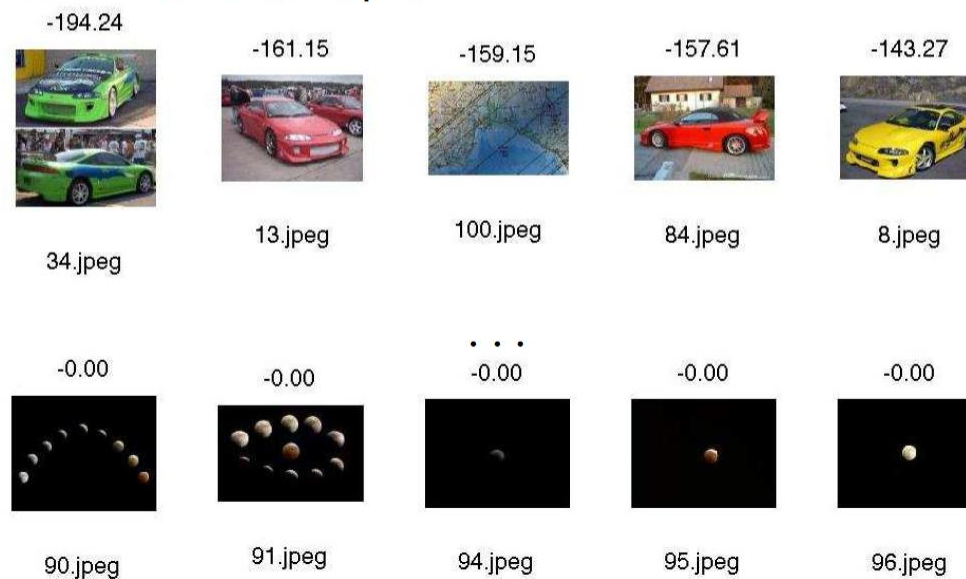 -194.24
-161.15
-159.15
-157.61
-143.27
34.jpeg
13.jpeg
100.jpeg
84.jpeg
8.jpeg
. . .
-0.00
-0.00
-0.00
-0.00
-0.00
90.jpeg
91.jpeg
94.jpeg
95.jpeg
96.jpeg